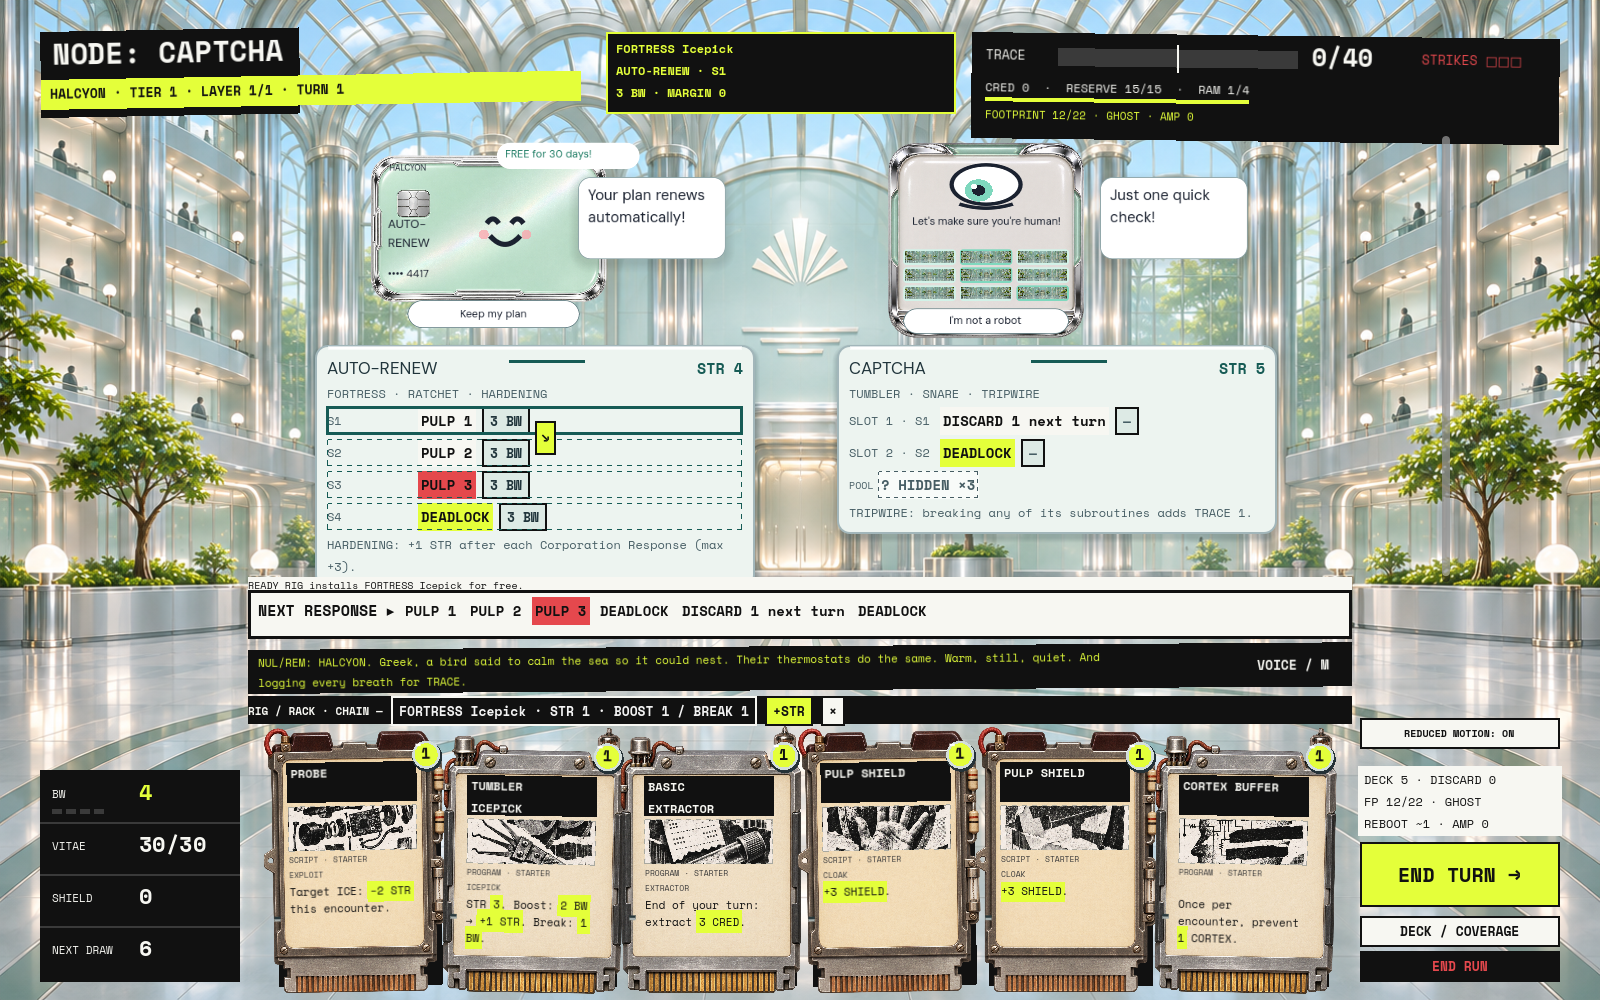 NODE: CAPTCHA
HALCYON · TIER 1 · LAYER 1/1 · TURN 1
FORTRESS Icepick
AUTO-RENEW · S1
3 BW · MARGIN 0
TRACE 0/40 STRIKES □□□
CRED 0 · RESERVE 15/15 · RAM 1/4
FOOTPRINT 12/22 · GHOST · AMP 0
HALCYON
FREE for 30 days!
AUTO-
RENEW
•••• 4417
Keep my plan
Your plan renews
automatically!
Let's make sure you're human!
I'm not a robot
Just one quick
check!
AUTO-RENEW STR 4
FORTRESS · RATCHET · HARDENING
S1 PULP 1 3 BW
↘
S2 PULP 2 3 BW
S3 PULP 3 3 BW
S4 DEADLOCK 3 BW
HARDENING: +1 STR after each Corporation Response (max
+3).
CAPTCHA STR 5
TUMBLER · SNARE · TRIPWIRE
SLOT 1 · S1 DISCARD 1 next turn —
SLOT 2 · S2 DEADLOCK —
POOL ? HIDDEN ×3
TRIPWIRE: breaking any of its subroutines adds TRACE 1.
READY RIG installs FORTRESS Icepick for free.
NEXT RESPONSE ▸ PULP 1 PULP 2 PULP 3 DEADLOCK DISCARD 1 next turn DEADLOCK
NUL/REM: HALCYON. Greek, a bird said to calm the sea so it could nest. Their thermostats do the same. Warm, still, quiet. And
logging every breath for TRACE.
VOICE / M
RIG / RACK · CHAIN — FORTRESS Icepick · STR 1 · BOOST 1 / BREAK 1 +STR ×
BW 4
VITAE 30/30
SHIELD 0
NEXT DRAW 6
1
PROBE
SCRIPT · STARTER
EXPLOIT
Target ICE: -2 STR
this encounter.
1
TUMBLER
ICEPICK
PROGRAM · STARTER
ICEPICK
STR 3. Boost: 2 BW
→ +1 STR. Break: 1
BW.
1
BASIC
EXTRACTOR
PROGRAM · STARTER
EXTRACTOR
End of your turn:
extract 3 CRED.
1
PULP SHIELD
SCRIPT · STARTER
CLOAK
+3 SHIELD.
1
PULP SHIELD
SCRIPT · STARTER
CLOAK
+3 SHIELD.
1
CORTEX BUFFER
PROGRAM · STARTER
Once per
encounter, prevent
1 CORTEX.
REDUCED MOTION: ON
DECK 5 · DISCARD 0
FP 12/22 · GHOST
REBOOT ~1 · AMP 0
END TURN →
DECK / COVERAGE
END RUN